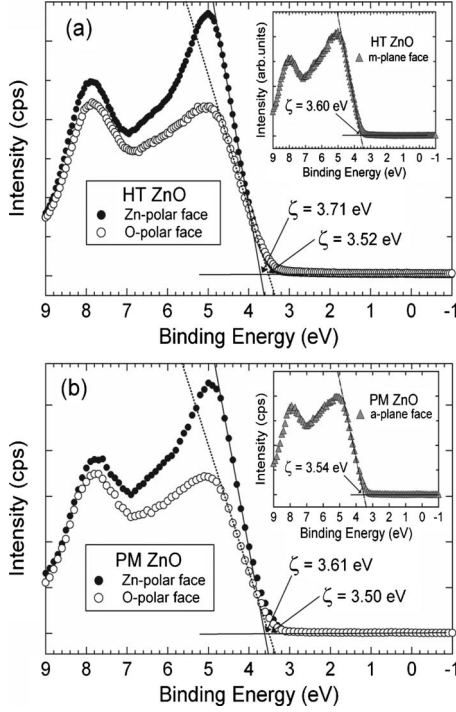 (a)
Intensity (cps)
HT ZnO
Zn-polar face
O-polar face
ζ = 3.71 eV
ζ = 3.52 eV
9 8 7 6 5 4 3 2 1 0 -1
Binding Energy (eV)
Intensity (arb.units)
HT ZnO
m-plane face
ζ = 3.60 eV
9 8 7 6 5 4 3 2 1 0 -1
Binding Energy (eV)
(b)
Intensity (cps)
PM ZnO
Zn-polar face
O-polar face
ζ = 3.61 eV
ζ = 3.50 eV
9 8 7 6 5 4 3 2 1 0 -1
Binding Energy (eV)
Intensity (cps)
PM ZnO
a-plane face
ζ = 3.54 eV
9 8 7 6 5 4 3 2 1 0 -1
Binding Energy (eV)